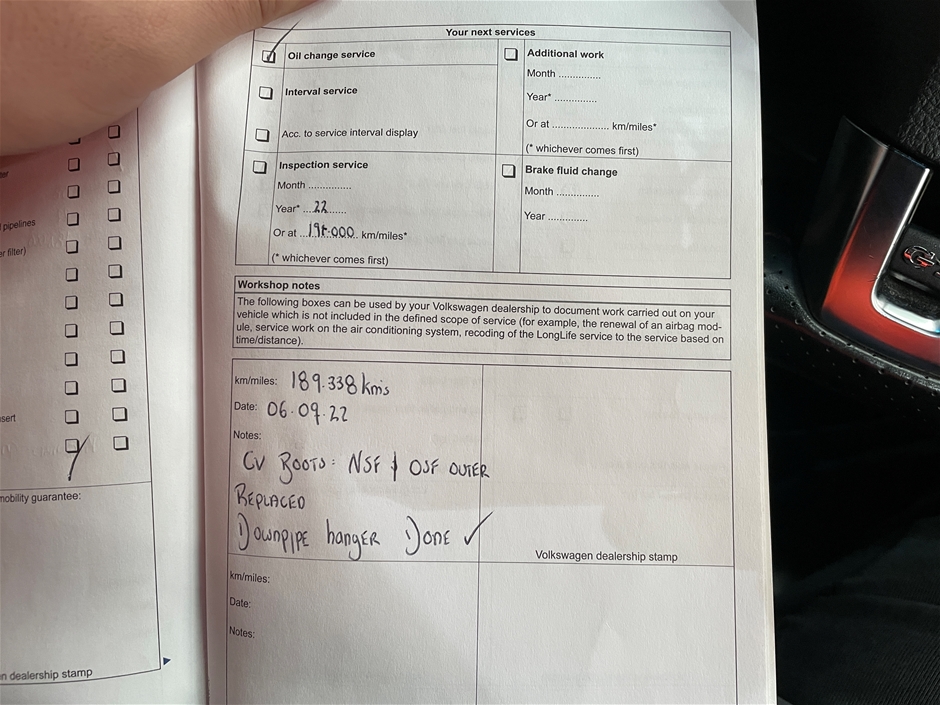 Your next services
Oil change service
Interval service
Acc. to service interval display
Inspection service
Month ...............
Year* ....22.......
Or at ...198.000.. km/miles*
(* whichever comes first)
Additional work
Month ...............
Year* ...............
Or at .................... km/miles*
(* whichever comes first)
Brake fluid change
Month ...............
Year ..............
Workshop notes
The following boxes can be used by your Volkswagen dealership to document work carried out on your
vehicle which is not included in the defined scope of service (for example, the renewal of an airbag mod-
ule, service work on the air conditioning system, recoding of the LongLife service to the service based on
time/distance).
km/miles: 189.338 km's
Date: 06.09.22
Notes:
CV BOOTS: NSF & OSF OUTER
REPLACED
DOWNPIPE hANGER DONE ✓
Volkswagen dealership stamp
km/miles:
Date:
Notes:
pipelines
filter)
mobility guarantee:
dealership stamp
G